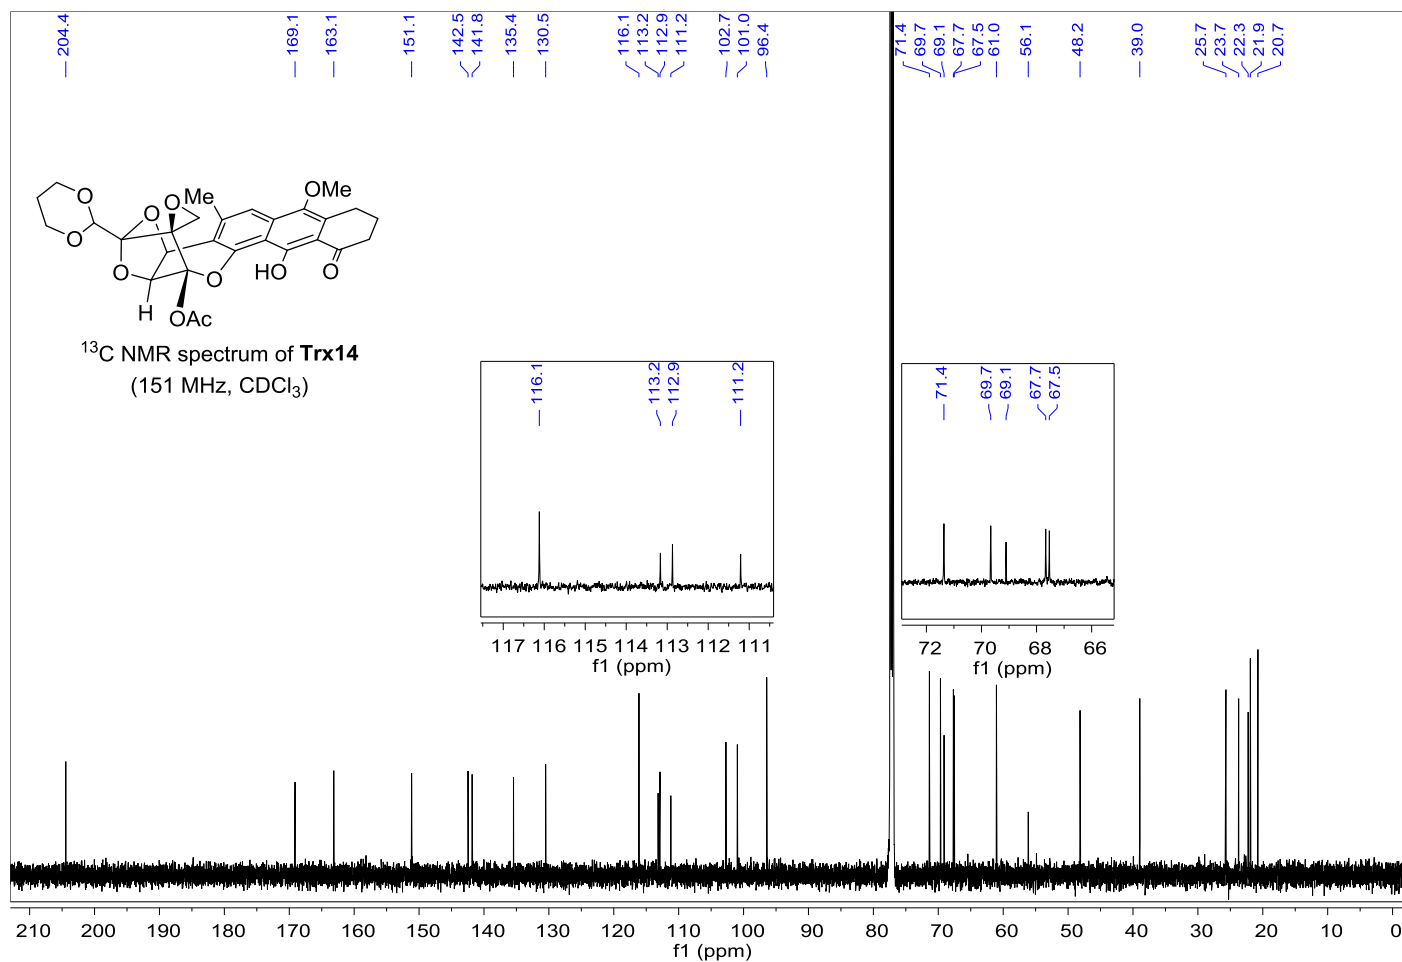 204.4 169.1 163.1 151.1 142.5 141.8 135.4 130.5 116.1 113.2 112.9 111.2 102.7 101.0 96.4 71.4 69.7 69.1 67.7 67.5 61.0 56.1 48.2 39.0 25.7 23.7 22.3 21.9 20.7
O O O O Me OMe
O O HO O
H OAc
¹³C NMR spectrum of Trx14
(151 MHz, CDCl₃)
116.1 113.2 112.9 111.2
117 116 115 114 113 112 111
f1 (ppm)
71.4 69.7 69.1 67.7 67.5
72 70 68 66
f1 (ppm)
210 200 190 180 170 160 150 140 130 120 110 100 90 80 70 60 50 40 30 20 10 0
f1 (ppm)